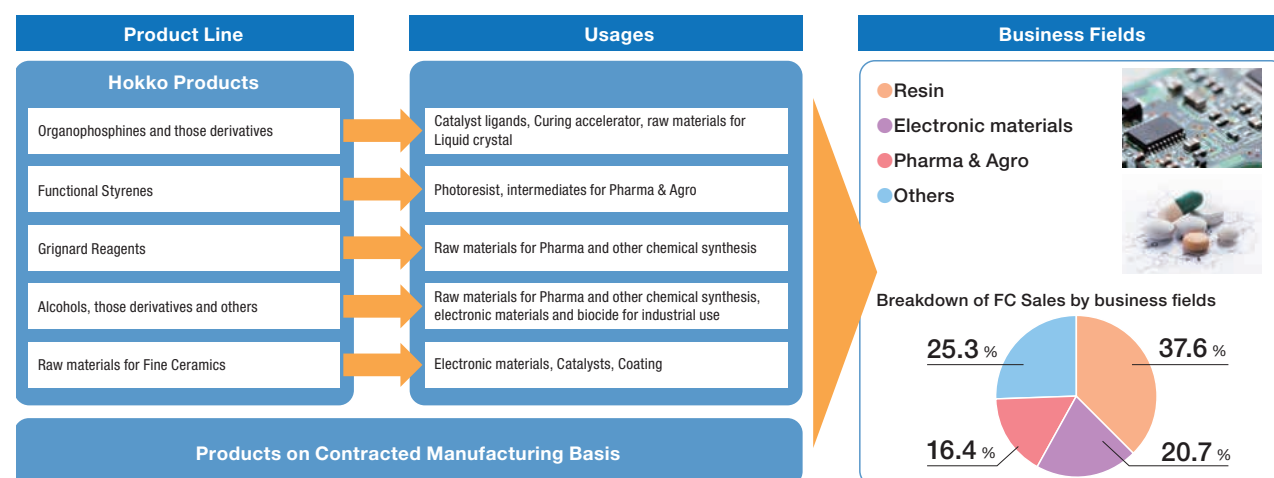 Product Line
Usages
Business Fields
Hokko Products
Organophosphines and those derivatives
Catalyst ligands, Curing accelerator, raw materials for
Liquid crystal
Functional Styrenes
Photoresist, intermediates for Pharma & Agro
Grignard Reagents
Raw materials for Pharma and other chemical synthesis
Alcohols, those derivatives and others
Raw materials for Pharma and other chemical synthesis,
electronic materials and biocide for industrial use
Raw materials for Fine Ceramics
Electronic materials, Catalysts, Coating
Products on Contracted Manufacturing Basis
Resin
Electronic materials
Pharma & Agro
Others
Breakdown of FC Sales by business fields
25.3 %
37.6 %
16.4 %
20.7 %